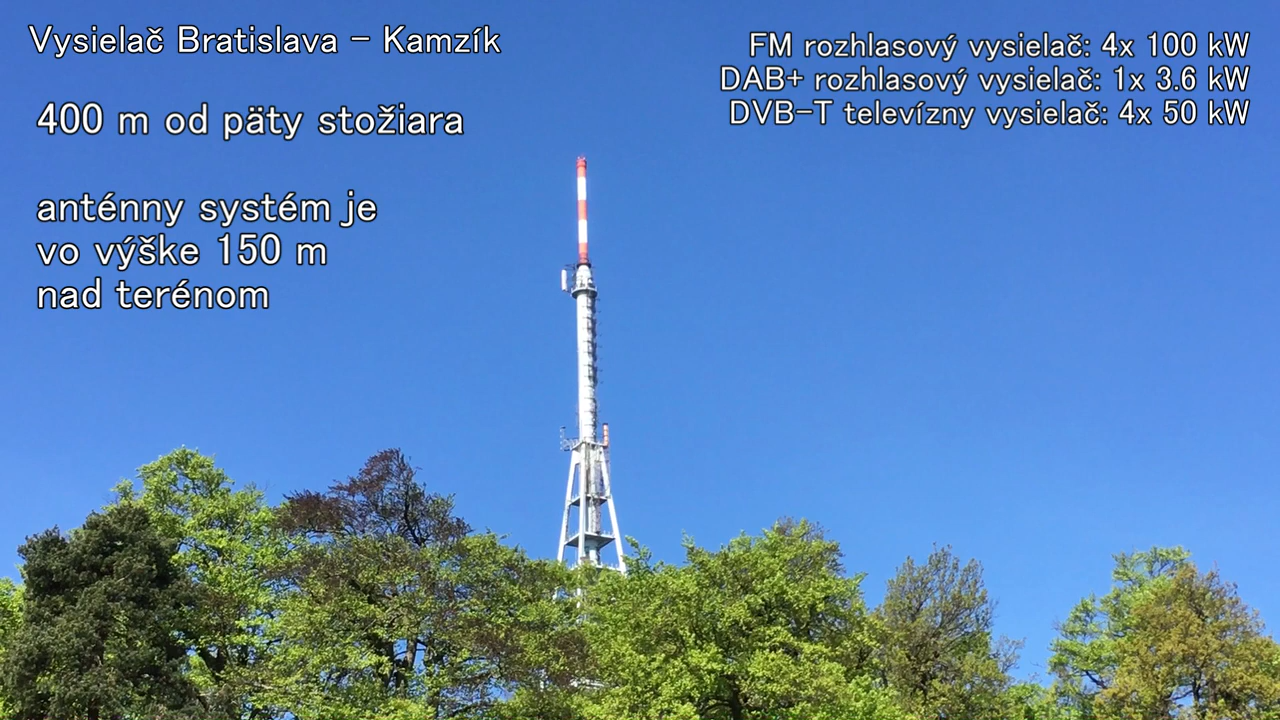 Vysielač Bratislava - Kamzík
400 m od päty stožiara
anténny systém je
vo výške 150 m
nad terénom
FM rozhlasový vysielač: 4x 100 kW
DAB+ rozhlasový vysielač: 1x 3.6 kW
DVB-T televízny vysielač: 4x 50 kW